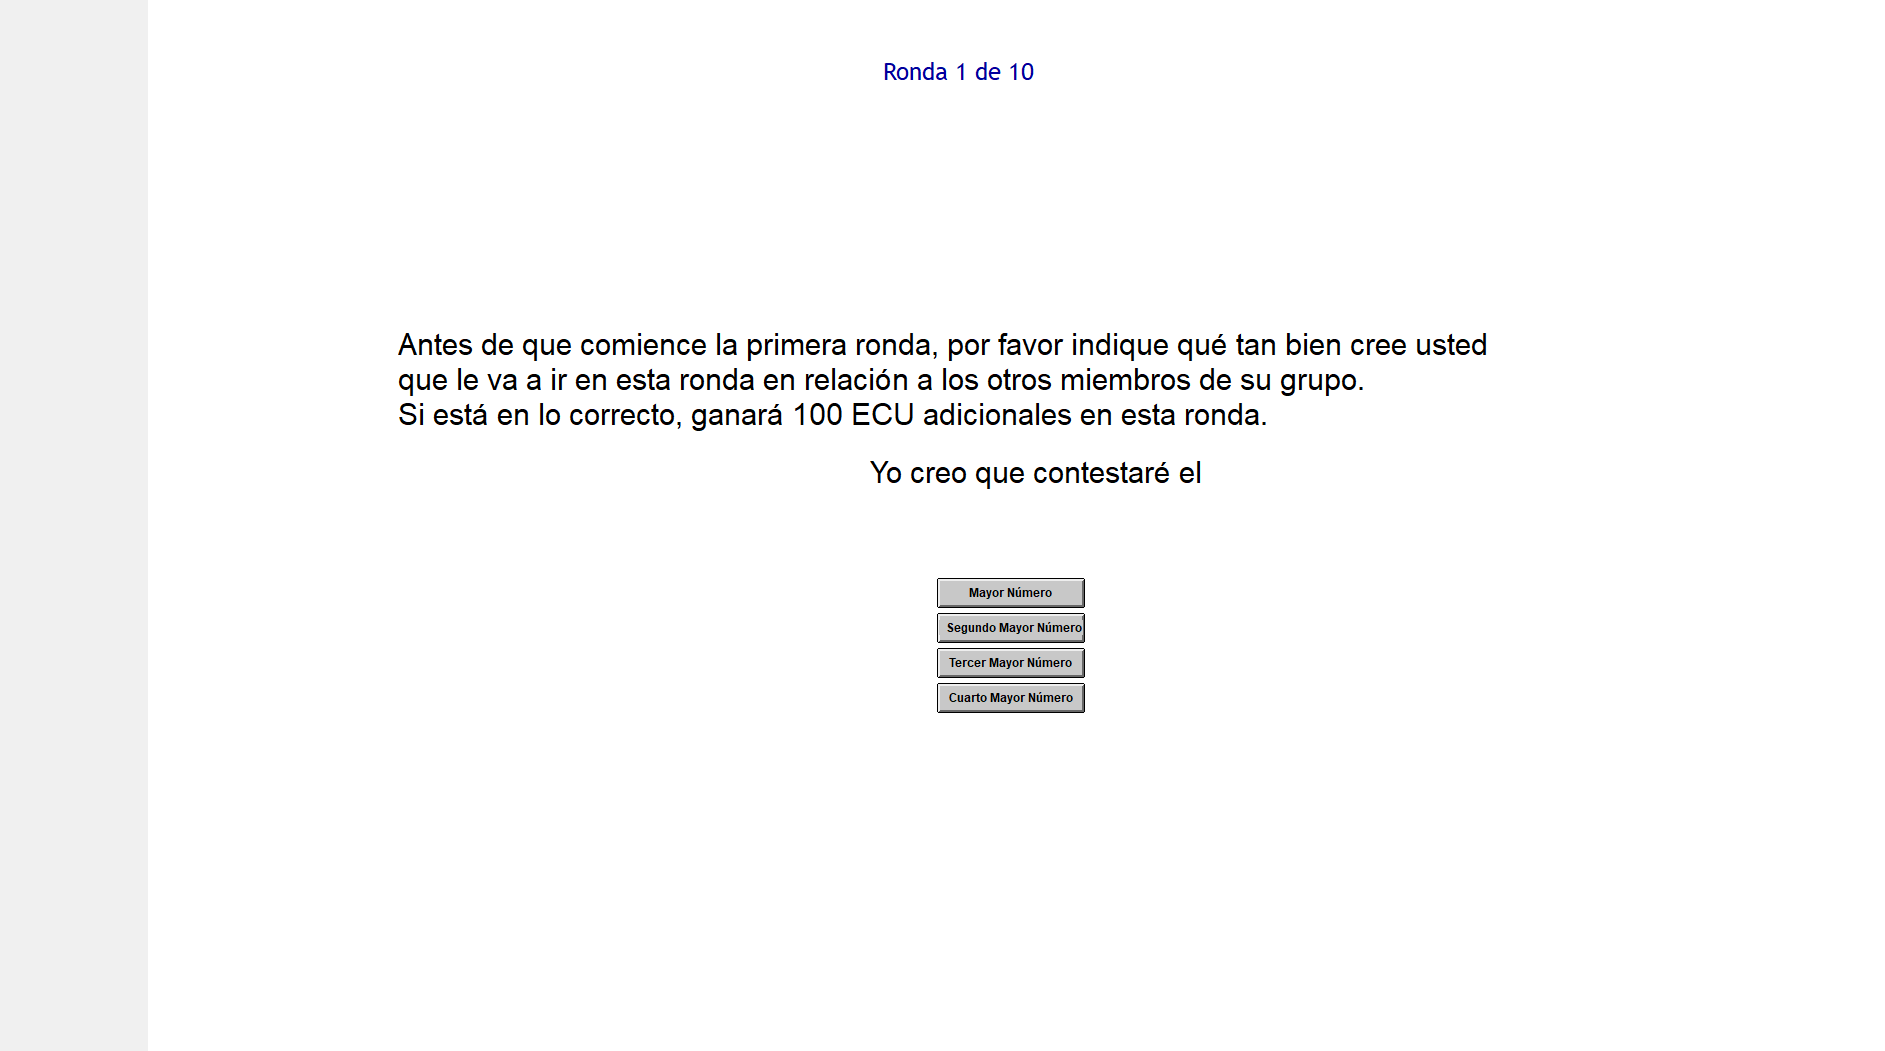 Ronda 1 de 10
Antes de que comience la primera ronda, por favor indique qué tan bien cree usted
que le va a ir en esta ronda en relación a los otros miembros de su grupo.
Si está en lo correcto, ganará 100 ECU adicionales en esta ronda.
Yo creo que contestaré el
Mayor Número
Segundo Mayor Número
Tercer Mayor Número
Cuarto Mayor Número